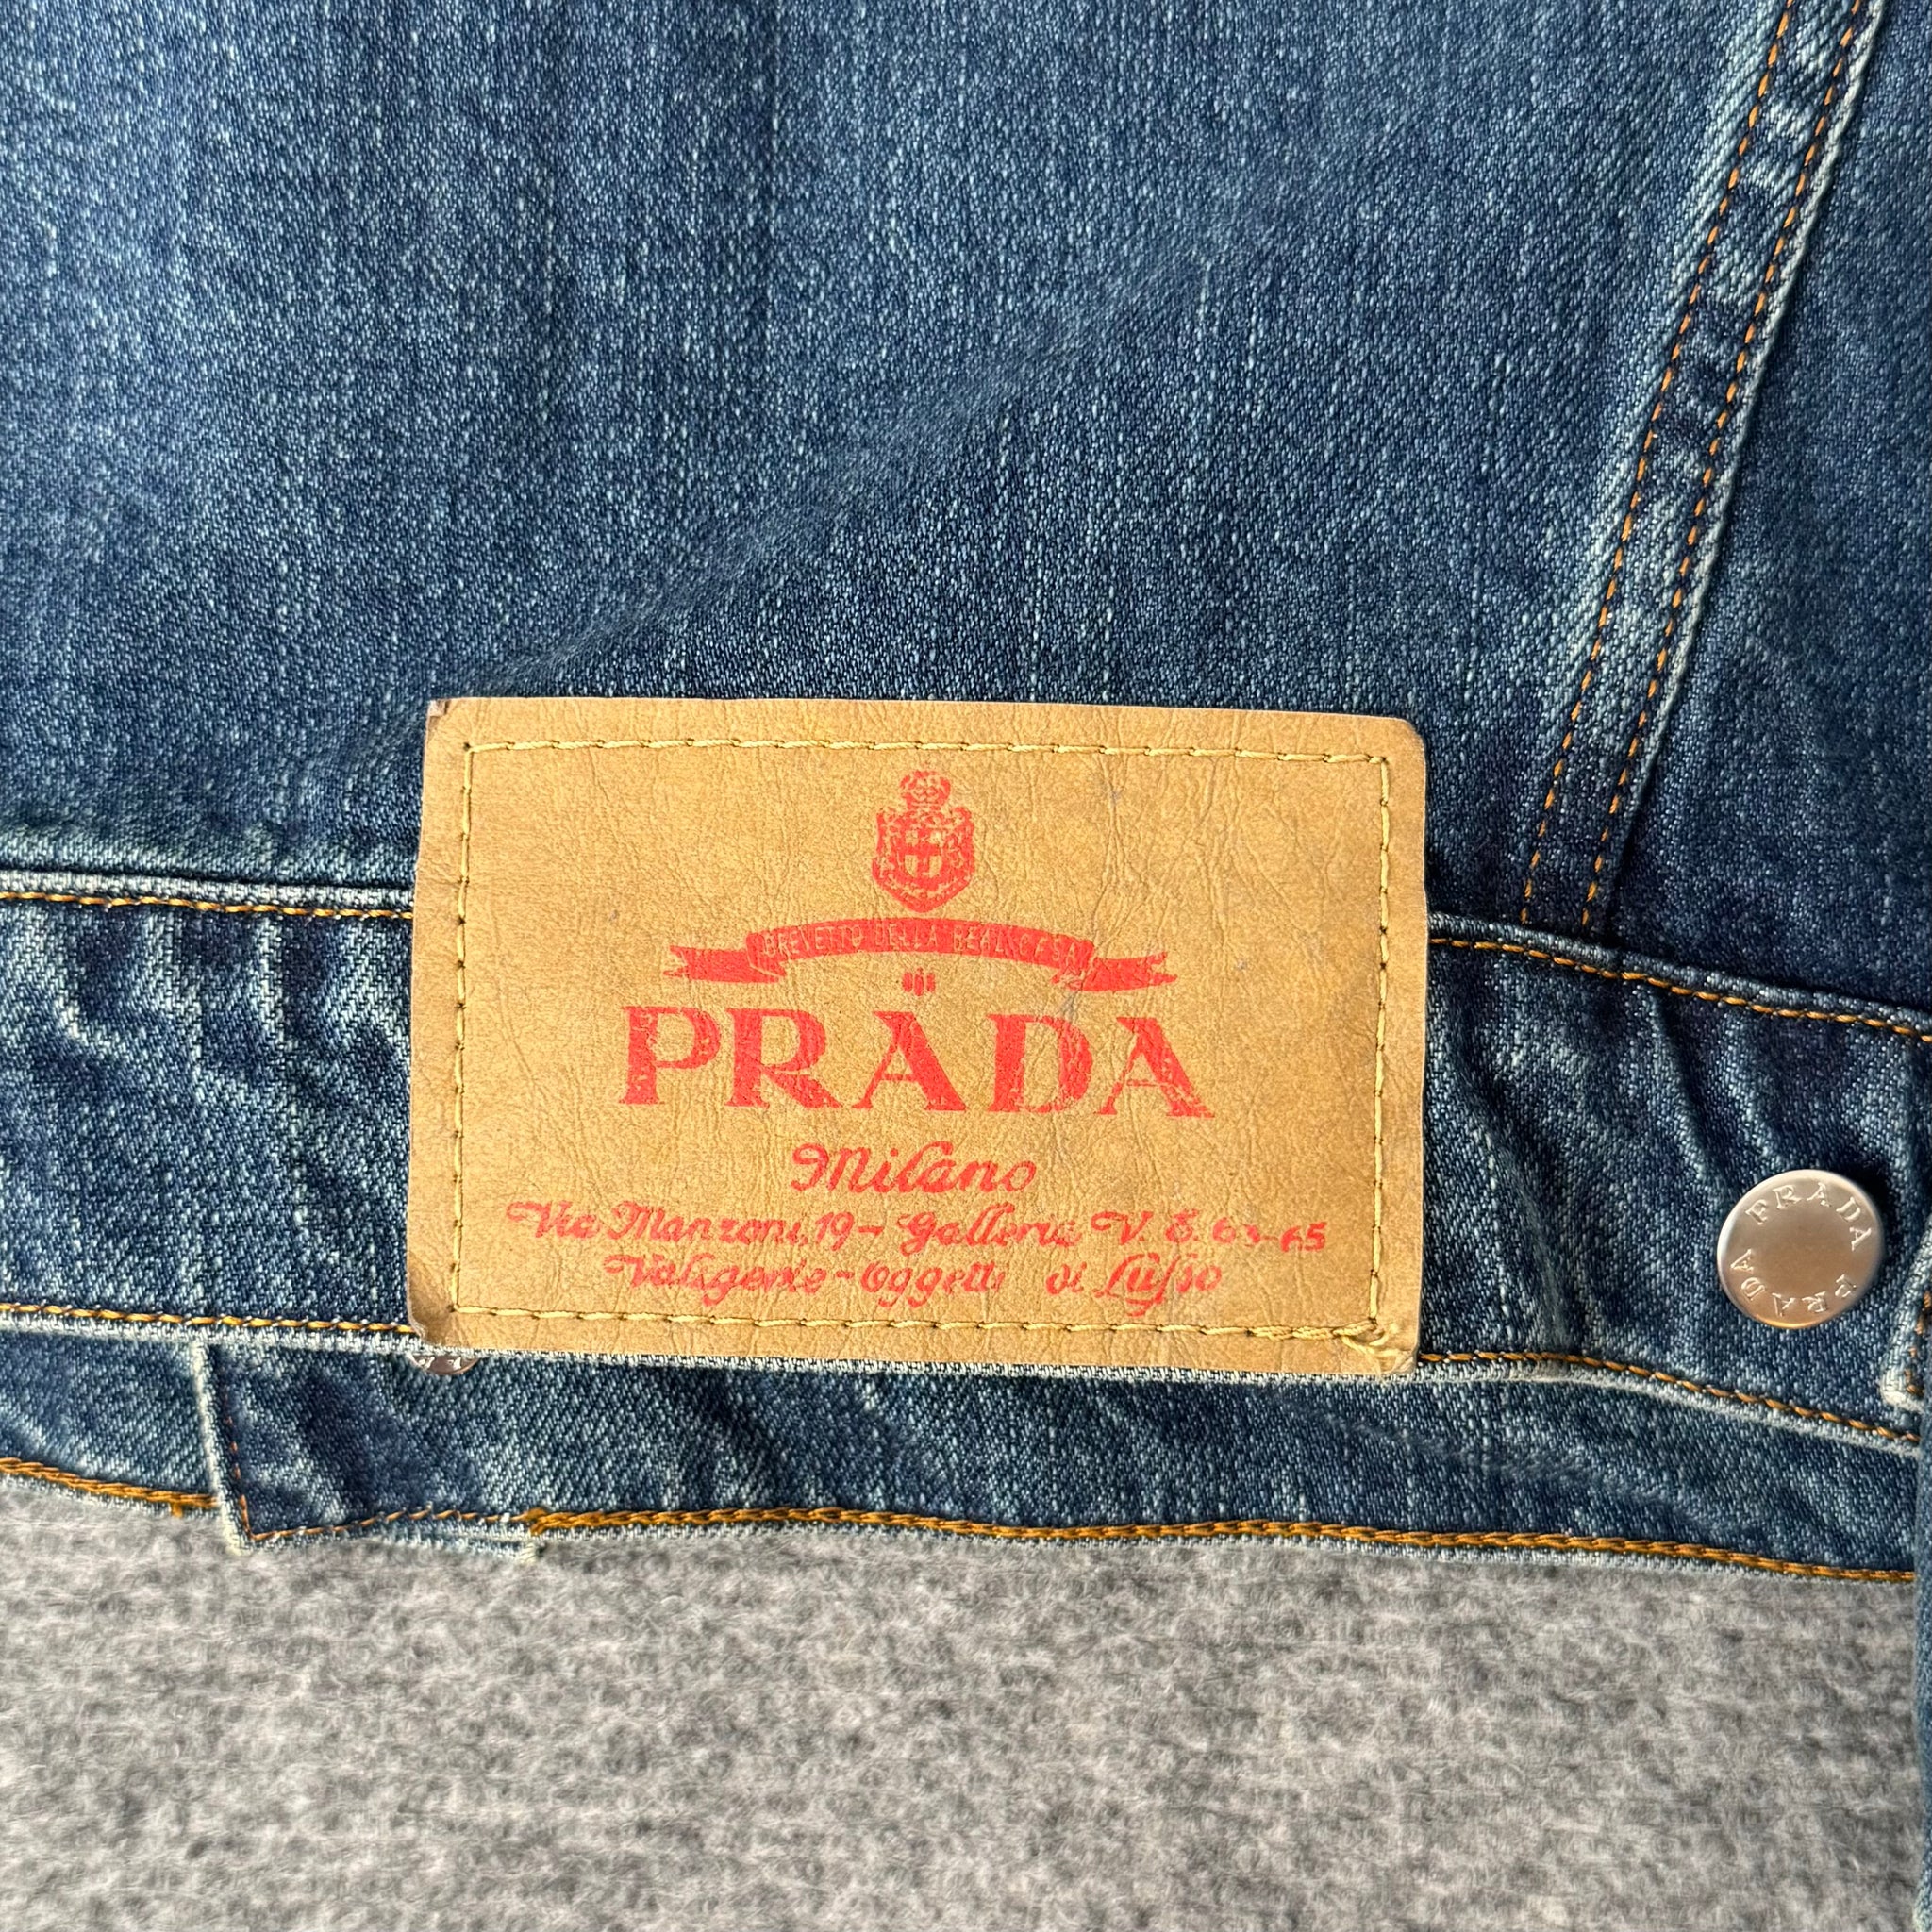 BREVETTO DELLA REAL CASA
PRADA
Milano
Via Manzoni, 19 - Galleria V. E. 63-65
Valigerie - Oggetti di Lusso
PRADA PRADA